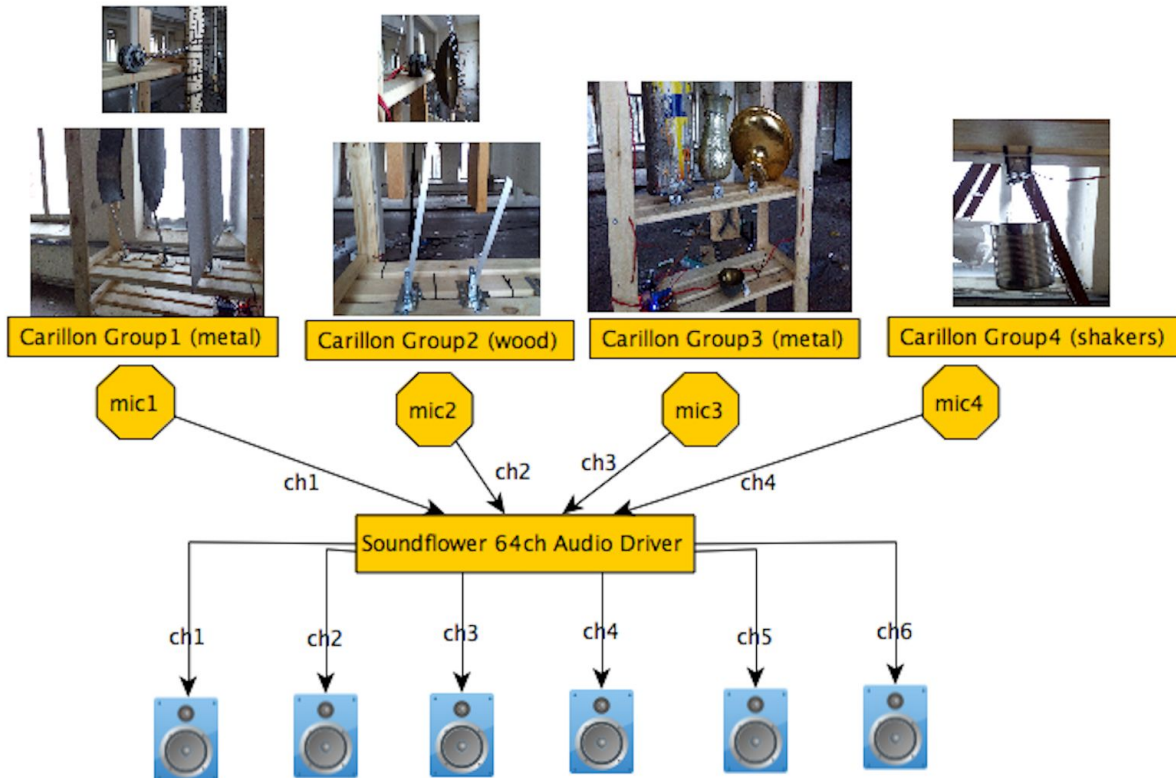 Carillon Group1 (metal)
Carillon Group2 (wood)
Carillon Group3 (metal)
Carillon Group4 (shakers)
mic1
mic2
mic3
mic4
ch1
ch2
ch3
ch4
Soundflower 64ch Audio Driver
ch1
ch2
ch3
ch4
ch5
ch6